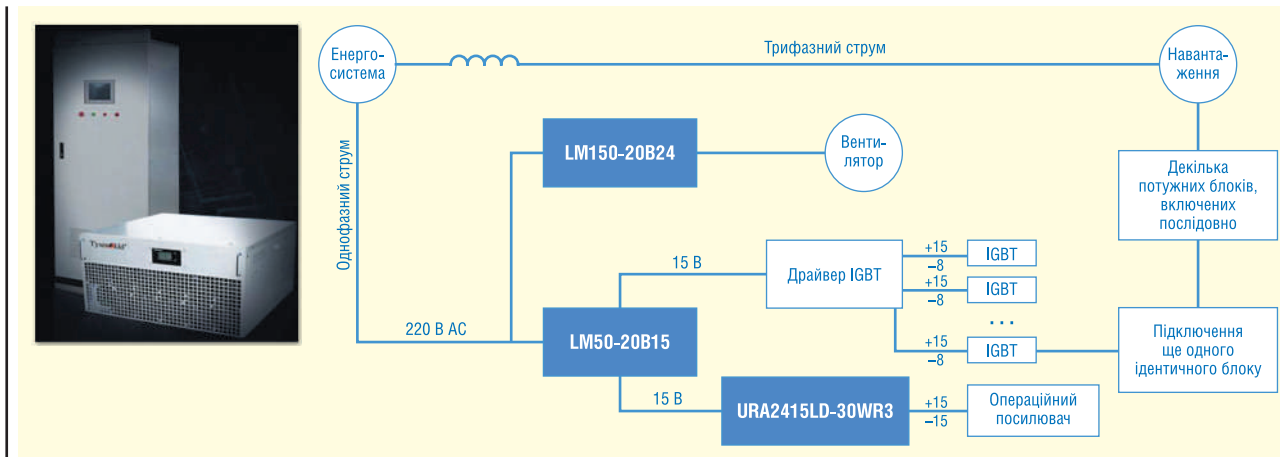 Енерго-
система
Трифазний струм
Наванта-
ження
Однофазний струм
LM150-20B24
Венти-
лятор
Декілька
потужних блоків,
включених
послідовно
15 В
Драйвер IGBT
+15
–8
IGBT
+15
–8
IGBT
...
+15
–8
IGBT
220 В АС
LM50-20B15
Підключення
ще одного
ідентичного блоку
15 В
URA2415LD-30WR3
+15
–15
Операційний
посилювач